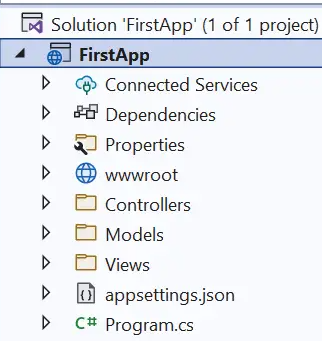 Solution 'FirstApp' (1 of 1 project)
FirstApp
Connected Services
Dependencies
Properties
wwwroot
Controllers
Models
Views
appsettings.json
C# Program.cs